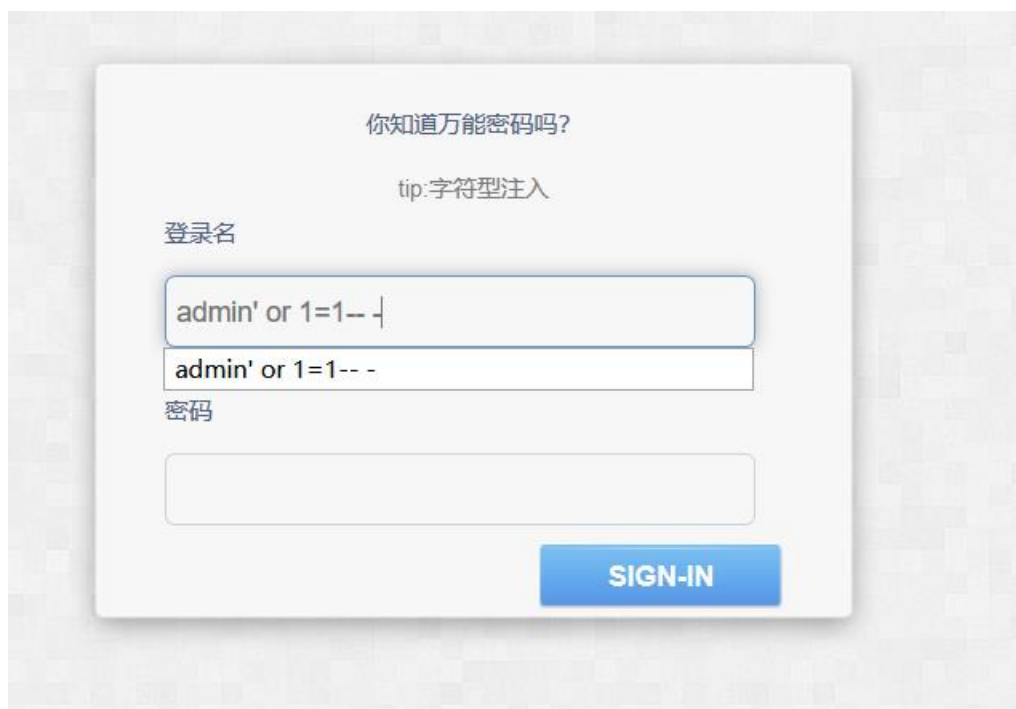 你知道万能密码吗?
tip:字符型注入
登录名
admin' or 1=1-- -
admin' or 1=1-- -
密码
SIGN-IN